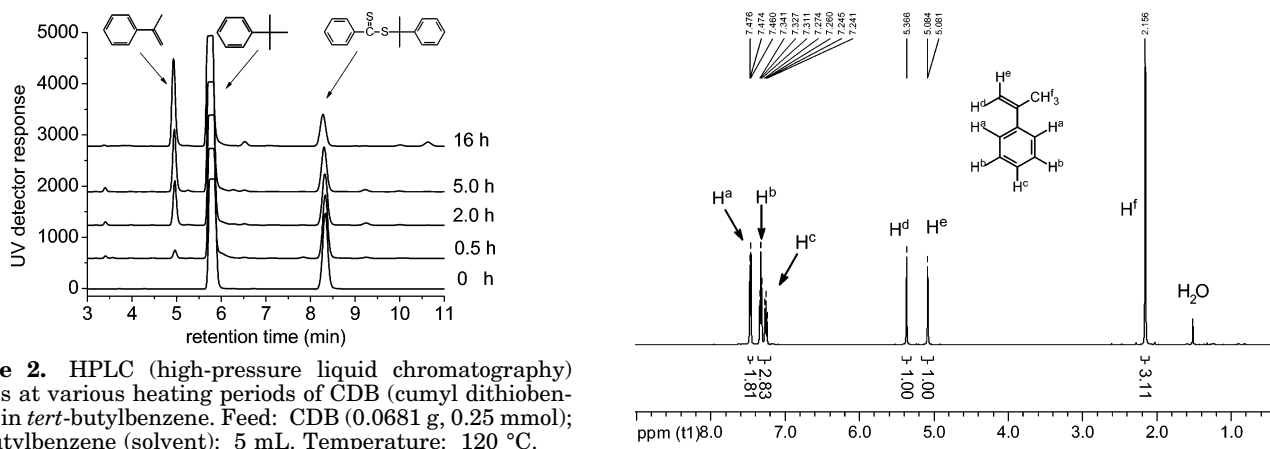 S
C
S
5000
4000
3000
2000
1000
0
UV detector response
16 h
5.0 h
2.0 h
0.5 h
0 h
3 4 5 6 7 8 9 10 11
retention time (min)
e 2. HPLC (high-pressure liquid chromatography)
s at various heating periods of CDB (cumyl dithioben-
in tert-butylbenzene. Feed: CDB (0.0681 g, 0.25 mmol);
utylbenzene (solvent): 5 mL. Temperature: 120 °C.
7.476
7.474
7.460
7.341
7.327
7.311
7.274
7.260
7.245
7.241
5.366
5.084
5.081
2.156
Hᵉ
Hᵈ CHᶠ₃
Hᵃ Hᵃ
Hᵇ Hᵇ
Hᶜ
Hᵃ
Hᵇ
Hᶜ
Hᵈ
Hᵉ
Hᶠ
H₂O
1.81
2.83
1.00
1.00
3.11
ppm (t1) 8.0 7.0 6.0 5.0 4.0 3.0 2.0 1.0